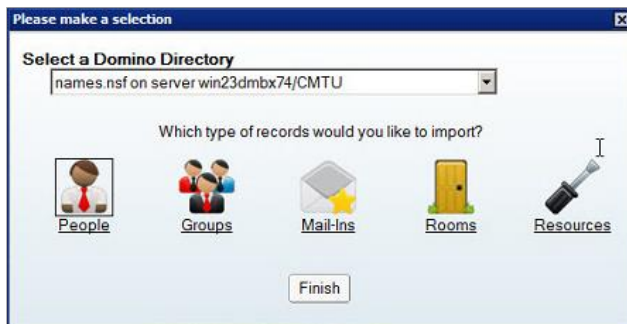 Please make a selection
Select a Domino Directory
names.nsf on server win23dmbx74/CMTU
Which type of records would you like to import?
People Groups Mail-Ins Rooms Resources
Finish